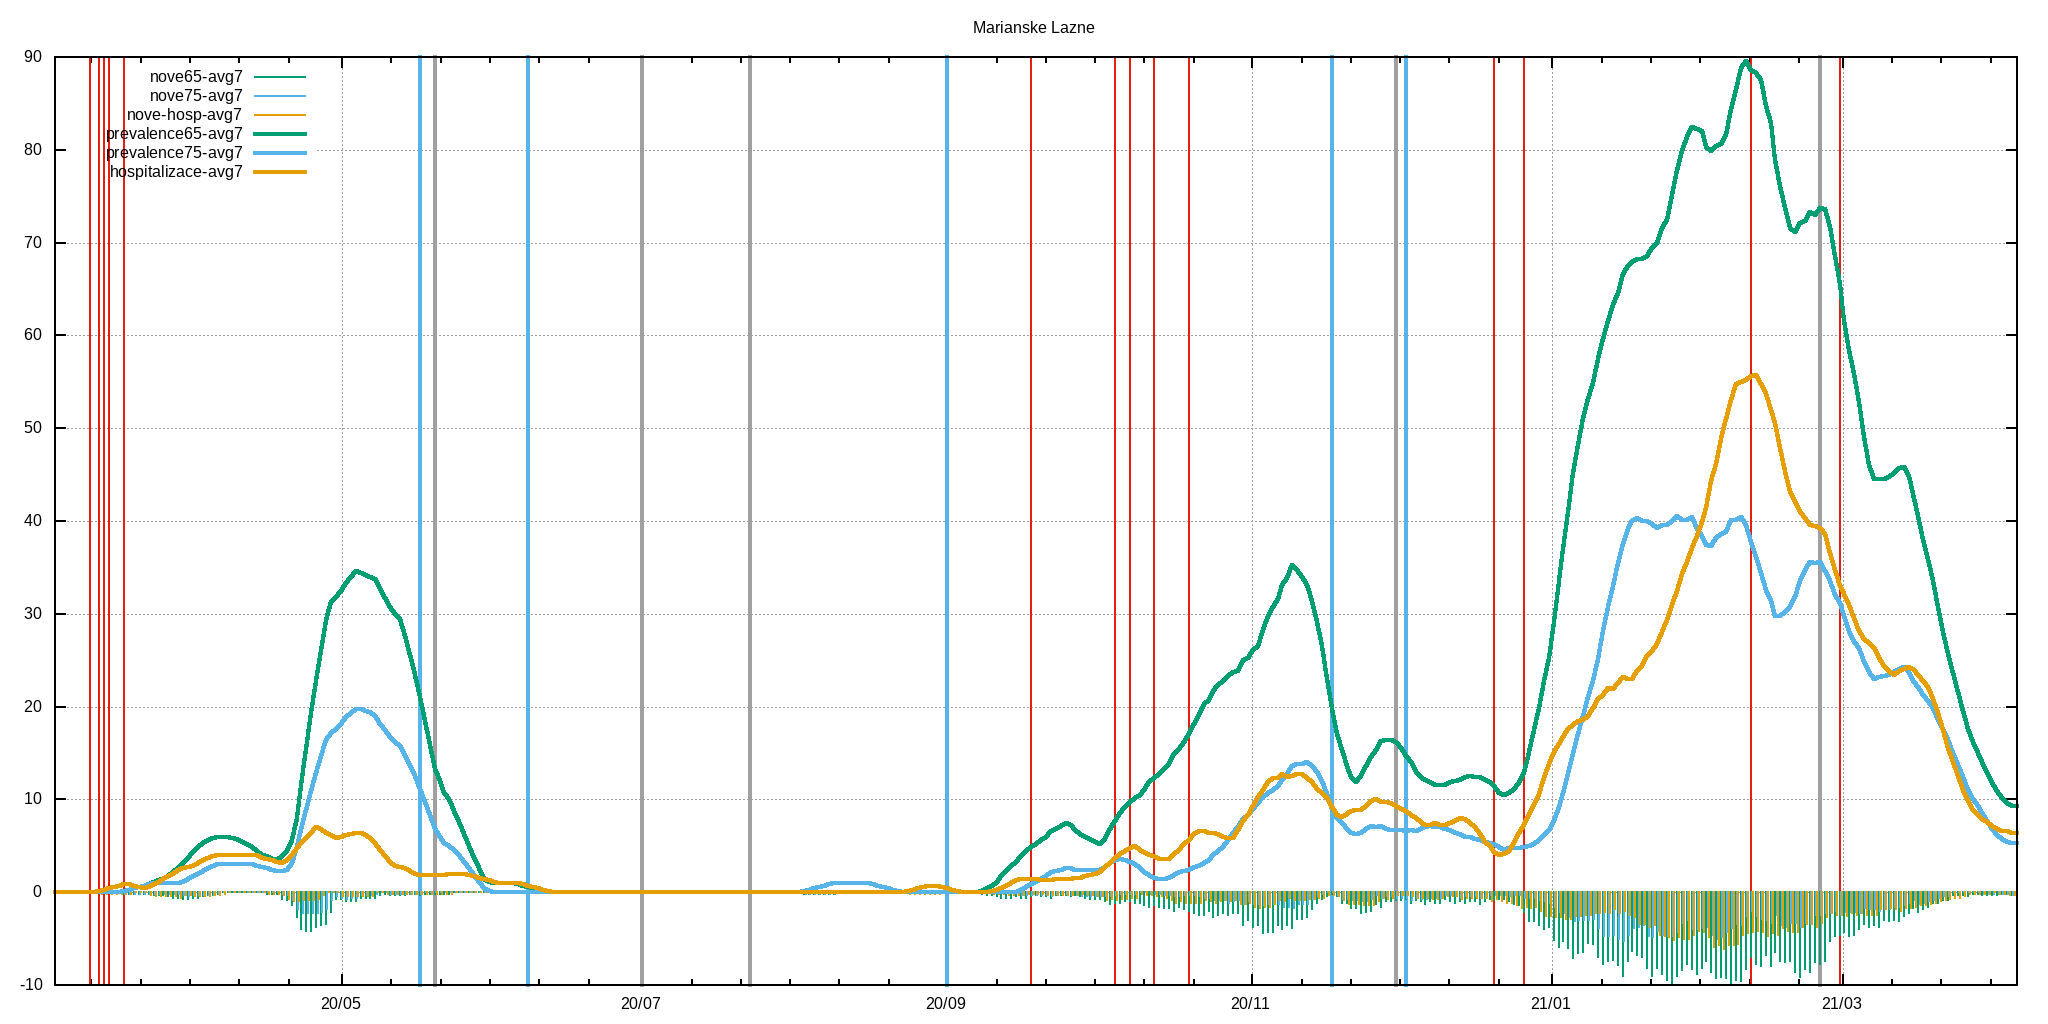 Marianske Lazne
90
80
70
60
50
40
30
20
10
0
-10
nove65-avg7
nove75-avg7
nove-hosp-avg7
prevalence65-avg7
prevalence75-avg7
hospitalizace-avg7
20/05 20/07 20/09 20/11 21/01 21/03